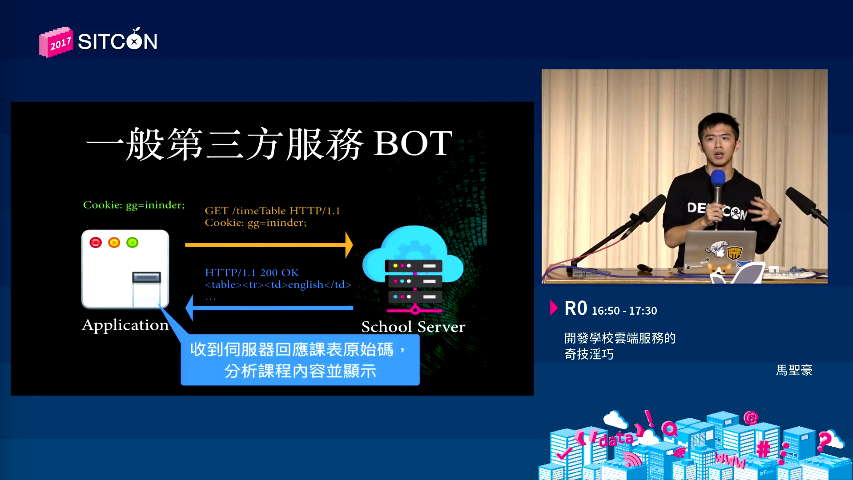 2017 SITCON
一般第三方服務 BOT
Cookie: gg=ininder;
GET /timeTable HTTP/1.1
Cookie: gg=ininder;
HTTP/1.1 200 OK
<table><tr><td>english</td>
...
Application
School Server
收到伺服器回應課表原始碼，
分析課程內容並顯示
DEFCON
R0 16:50 - 17:30
開發學校雲端服務的
奇技淫巧
馬聖豪
data
www